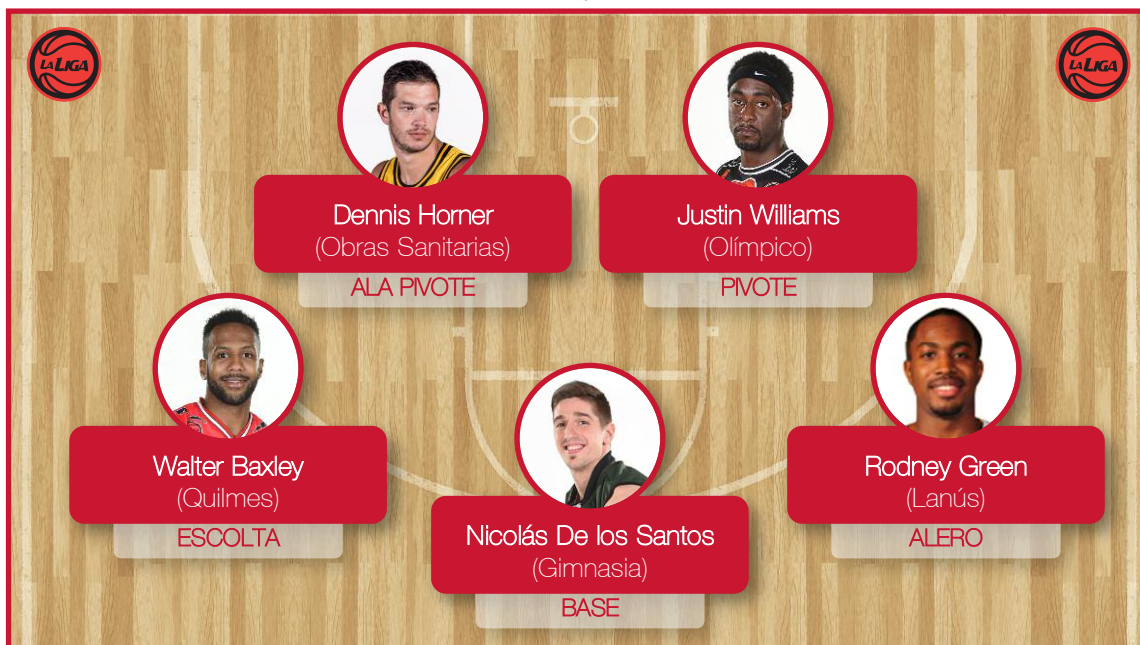 LA LIGA
LA LIGA
Dennis Horner
(Obras Sanitarias)
ALA PIVOTE
Justin Williams
(Olímpico)
PIVOTE
Walter Baxley
(Quilmes)
ESCOLTA
Nicolás De los Santos
(Gimnasia)
BASE
Rodney Green
(Lanús)
ALERO